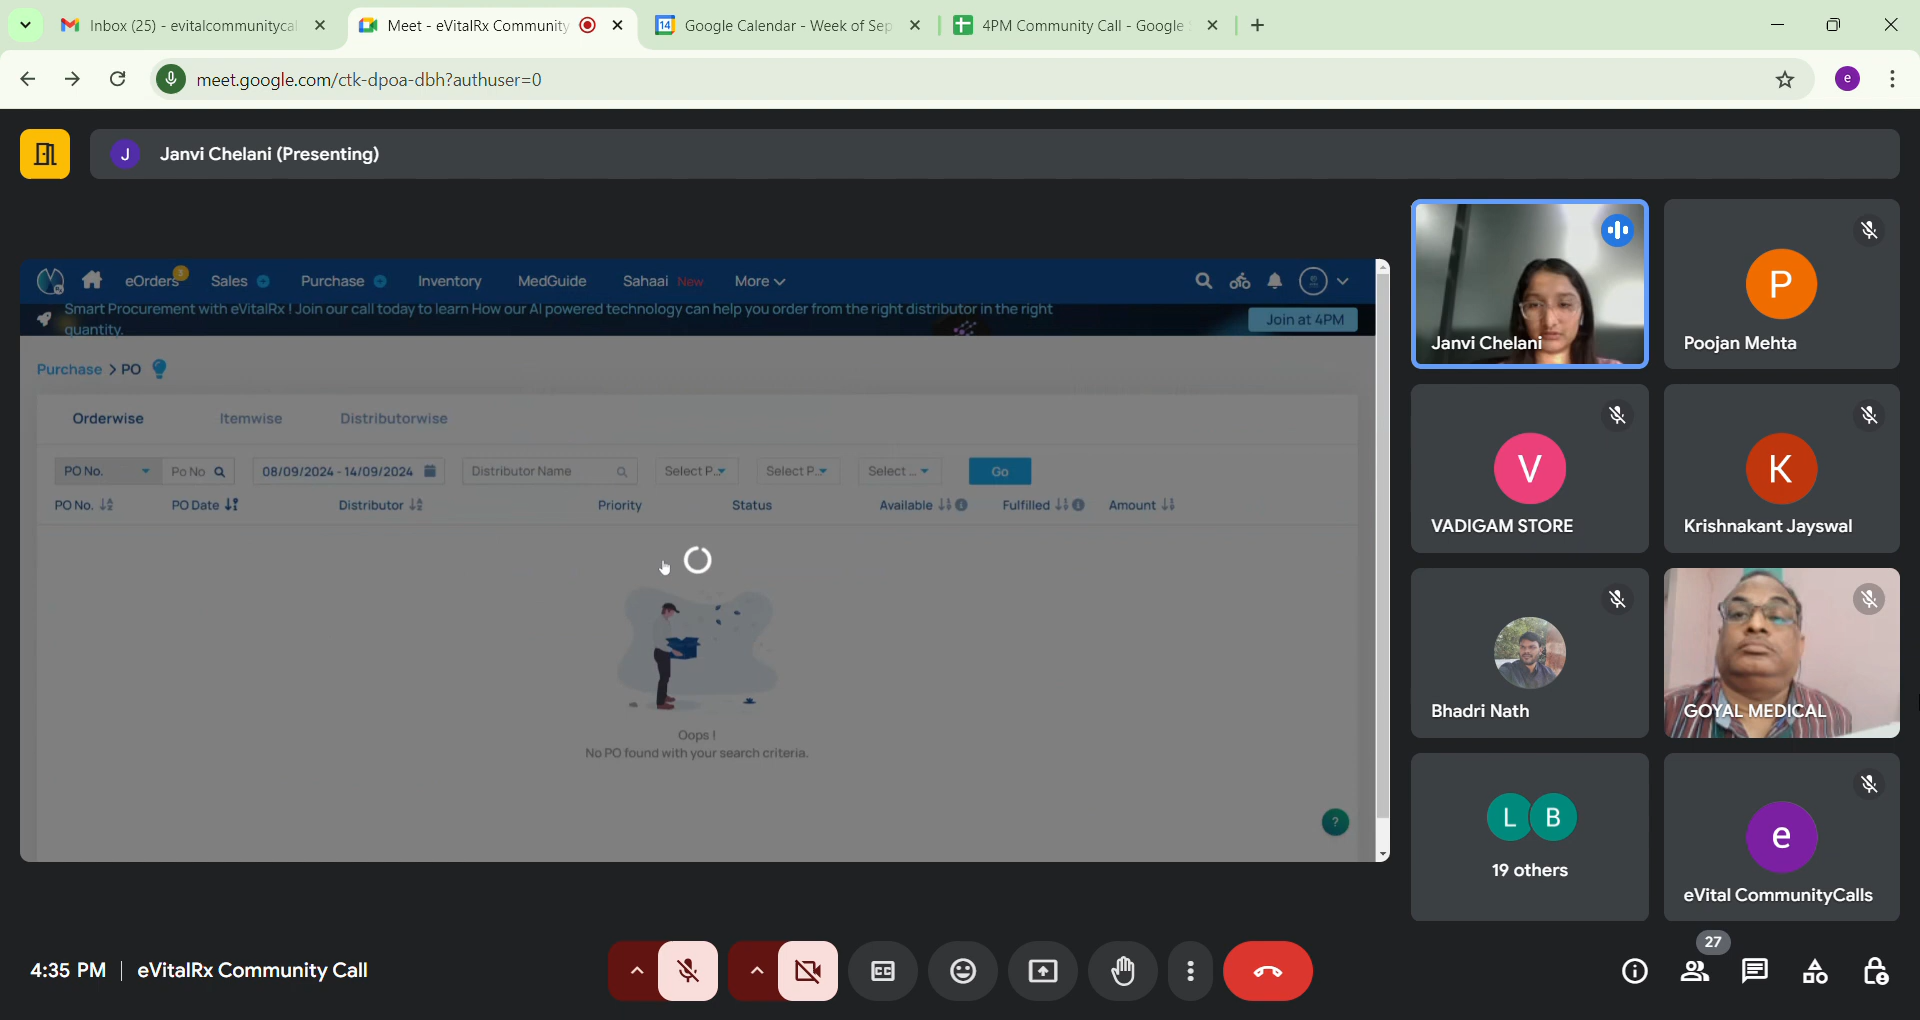 Inbox (25) - evitalcommunitycal
Meet - eVitalRx Community
14
Google Calendar - Week of Sep
4PM Community Call - Google S
meet.google.com/ctk-dpoa-dbh?authuser=0
e
J
Janvi Chelani (Presenting)
eOrders 3
Sales
Purchase
Inventory
MedGuide
Sahaai New
More
Smart Procurement with eVitalRx ! Join our call today to learn How our AI powered technology can help you order from the right distributor in the right
quantity.
Join at 4PM
Purchase > PO
Orderwise
Itemwise
Distributorwise
PO No.
Po No
08/09/2024 - 14/09/2024
Distributor Name
Select P..
Select P..
Select ...
Go
PO No.
PO Date
Distributor
Priority
Status
Available
Fulfilled
Amount
Oops !
No PO found with your search criteria.
?
Janvi Chelani
P
Poojan Mehta
V
VADIGAM STORE
K
Krishnakant Jayswal
Bhadri Nath
GOYAL MEDICAL
L B
19 others
e
eVital CommunityCalls
4:35 PM | eVitalRx Community Call
CC
27